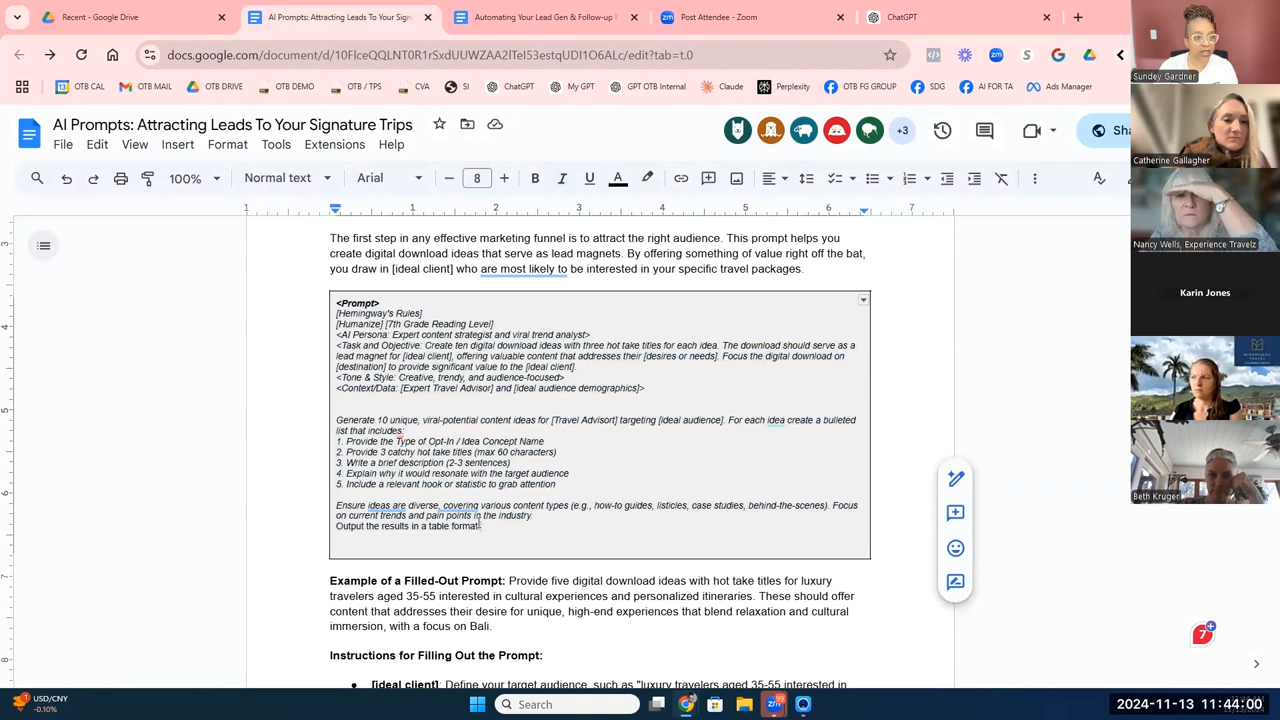 Recent - Google Drive
AI Prompts: Attracting Leads To Your Sign
Automating Your Lead Gen & Follow-up F
Post Attendee - Zoom
ChatGPT
docs.google.com/document/d/
/edit?tab=t.0
OTB CAL
OTB MAIL
OTB DRIVE
OTB DEMO
OTB / TPS
CVA
ChatGPT
My GPT
GPT OTB Internal
Claude
Perplexity
OTB FG GROUP
SDG
AI FOR TA
Ads Manager
AI Prompts: Attracting Leads To Your Signature Trips
File Edit View Insert Format Tools Extensions Help
+3
Sha
100%
Normal text
Arial
8
1 1 2 3 4 5 6 7
The first step in any effective marketing funnel is to attract the right audience. This prompt helps you
create digital download ideas that serve as lead magnets. By offering something of value right off the bat,
you draw in [ideal client] who are most likely to be interested in your specific travel packages.
<Prompt>
[Hemingway's Rules]
[Humanize] [7th Grade Reading Level]
<AI Persona: Expert content strategist and viral trend analyst>
<Task and Objective: Create ten digital download ideas with three hot take titles for each idea. The download should serve as a
lead magnet for [ideal client], offering valuable content that addresses their [desires or needs]. Focus the digital download on
[destination] to provide significant value to the [ideal client].
<Tone & Style: Creative, trendy, and audience-focused>
<Context/Data: [Expert Travel Advisor] and [ideal audience demographics]>
Generate 10 unique, viral-potential content ideas for [Travel Advisort] targeting [ideal audience]. For each idea create a bulleted
list that includes:
1. Provide the Type of Opt-In / Idea Concept Name
2. Provide 3 catchy hot take titles (max 60 characters)
3. Write a brief description (2-3 sentences)
4. Explain why it would resonate with the target audience
5. Include a relevant hook or statistic to grab attention
Ensure ideas are diverse, covering various content types (e.g., how-to guides, listicles, case studies, behind-the-scenes). Focus
on current trends and pain points in the industry.
Output the results in a table format.
Example of a Filled-Out Prompt: Provide five digital download ideas with hot take titles for luxury
travelers aged 35-55 interested in cultural experiences and personalized itineraries. These should offer
content that addresses their desire for unique, high-end experiences that blend relaxation and cultural
immersion, with a focus on Bali.
Instructions for Filling Out the Prompt:
● [ideal client]: Define your target audience, such as "luxury travelers aged 35-55 interested in
3
4
5
6
7
8
7
Sundey Gardner
Catherine Gallagher
Nancy Wells, Experience Travelz
Karin Jones
Beth Kruger
USD/CNY
-0.10%
Search
2024-11-13 11:44:00